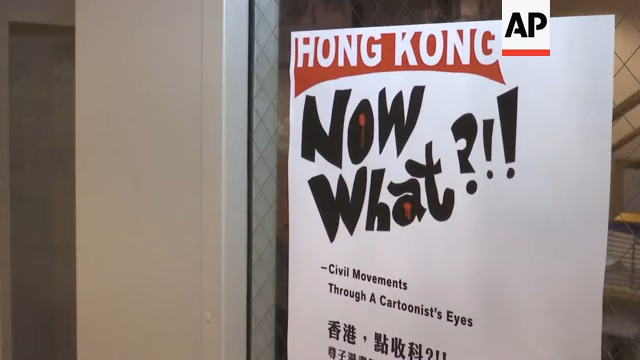 AP
HONG KONG
NOW
What?!!
–Civil Movements
Through A Cartoonist's Eyes
香港，點收科?!!